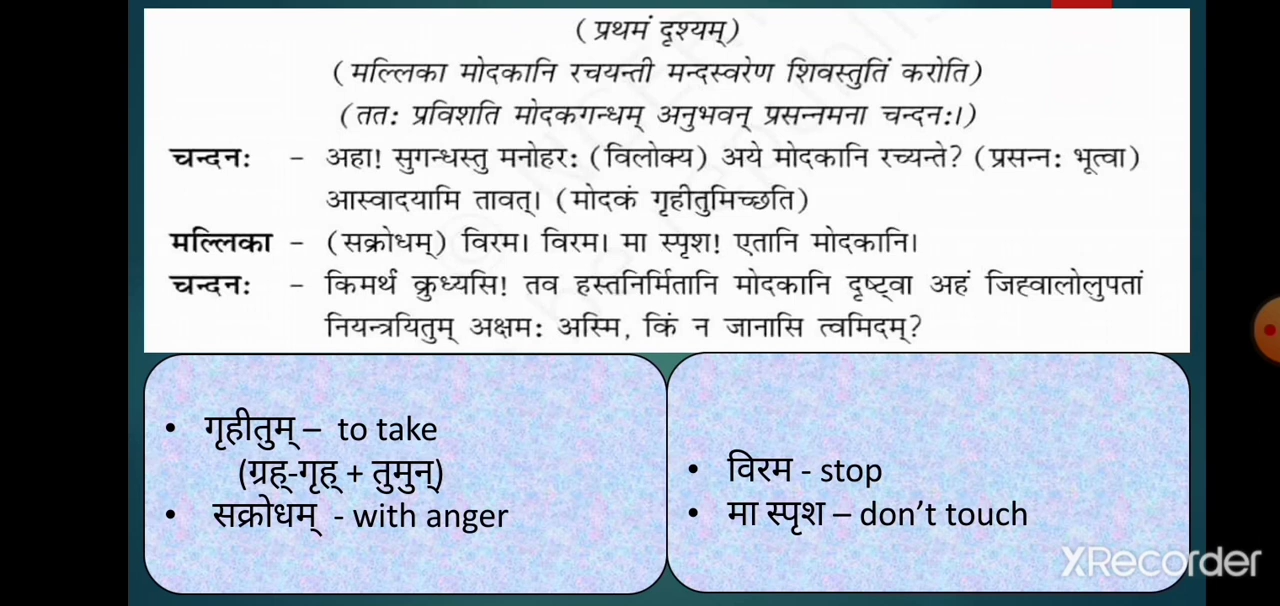 (प्रथमं दृश्यम्)
(मल्लिका मोदकानि रचयन्ती मन्दस्वरेण शिवस्तुतिं करोति)
(ततः प्रविशति मोदकगन्धम् अनुभवन् प्रसन्नमना चन्दनः।)
चन्दनः - अहा! सुगन्धस्तु मनोहरः (विलोक्य) अये मोदकानि रच्यन्ते? (प्रसन्नः भूत्वा)
आस्वादयामि तावत्। (मोदकं गृहीतुमिच्छति)
मल्लिका - (सक्रोधम्) विरम। विरम। मा स्पृश! एतानि मोदकानि।
चन्दनः - किमर्थं क्रुध्यसि! तव हस्तनिर्मितानि मोदकानि दृष्ट्वा अहं जिह्वालोलुपतां
नियन्त्रयितुम् अक्षमः अस्मि, किं न जानासि त्वमिदम्?
• गृहीतुम् – to take
(ग्रह्-गृह् + तुमुन्)
• सक्रोधम् - with anger
• विरम - stop
• मा स्पृश – don't touch
XRecorder